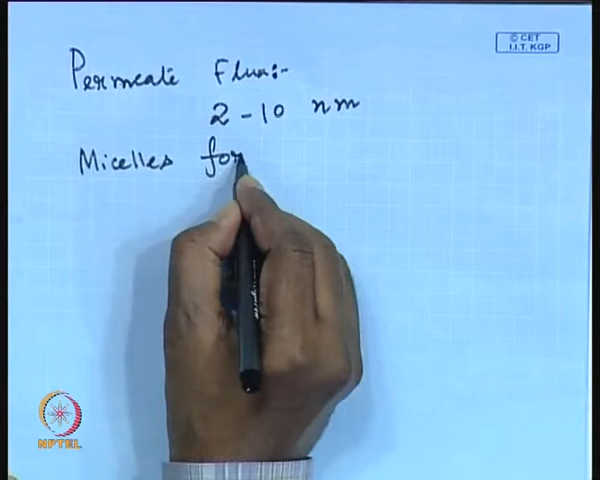 Permeate Flux:-
© CET
I.I.T. KGP
2-10 nm
Micelles for
NPTEL